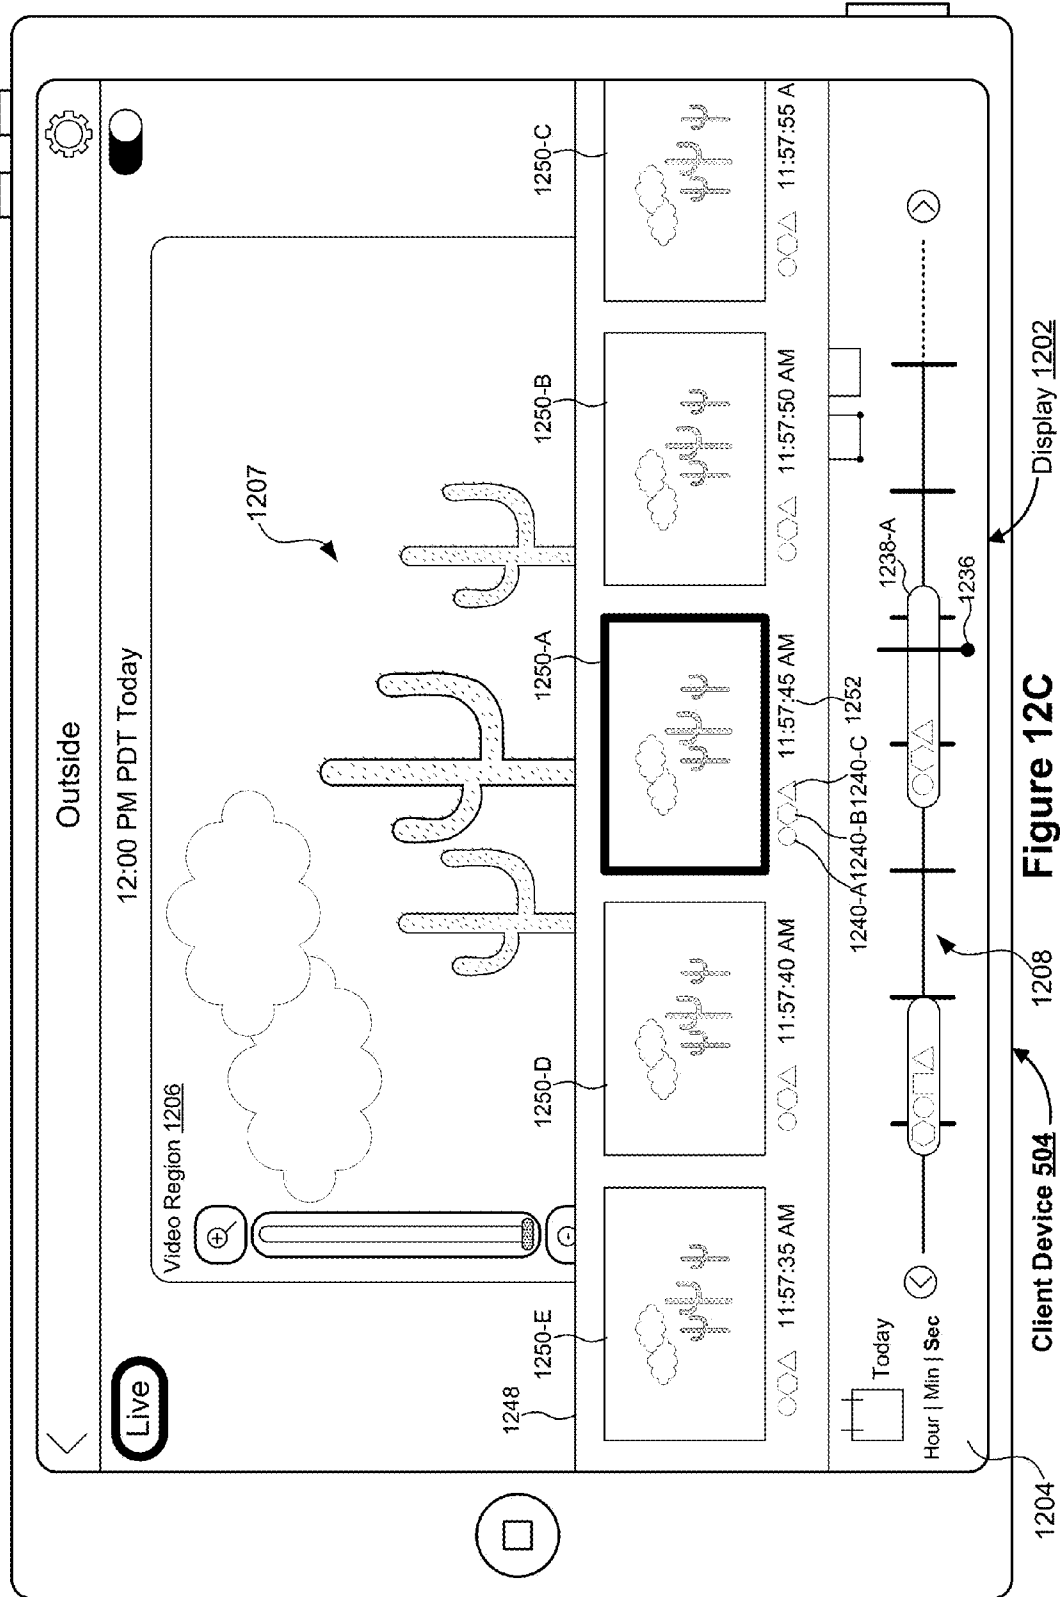 Outside
12:00 PM PDT Today
Live
Video Region 1206
1207
1248
1250-E
1250-D
1250-A
1250-B
1250-C
11:57:35 AM
11:57:40 AM
11:57:45 AM
11:57:50 AM
11:57:55 A
1240-A
1240-B
1240-C
1252
Today
Hour | Min | Sec
1238-A
1236
1204
Client Device 504
1208
Display 1202
Figure 12C